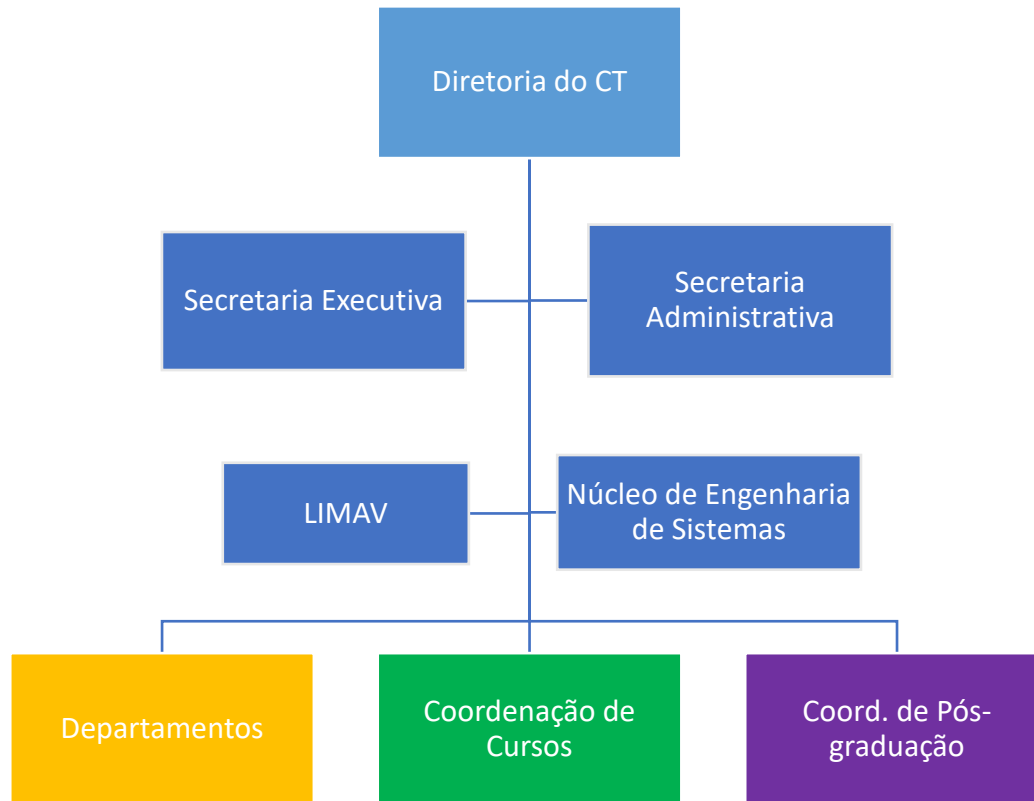 Diretoria do CT
Secretaria Executiva
Secretaria
Administrativa
LIMAV
Núcleo de Engenharia
de Sistemas
Departamentos
Coordenação de
Cursos
Coord. de Pós-
graduação